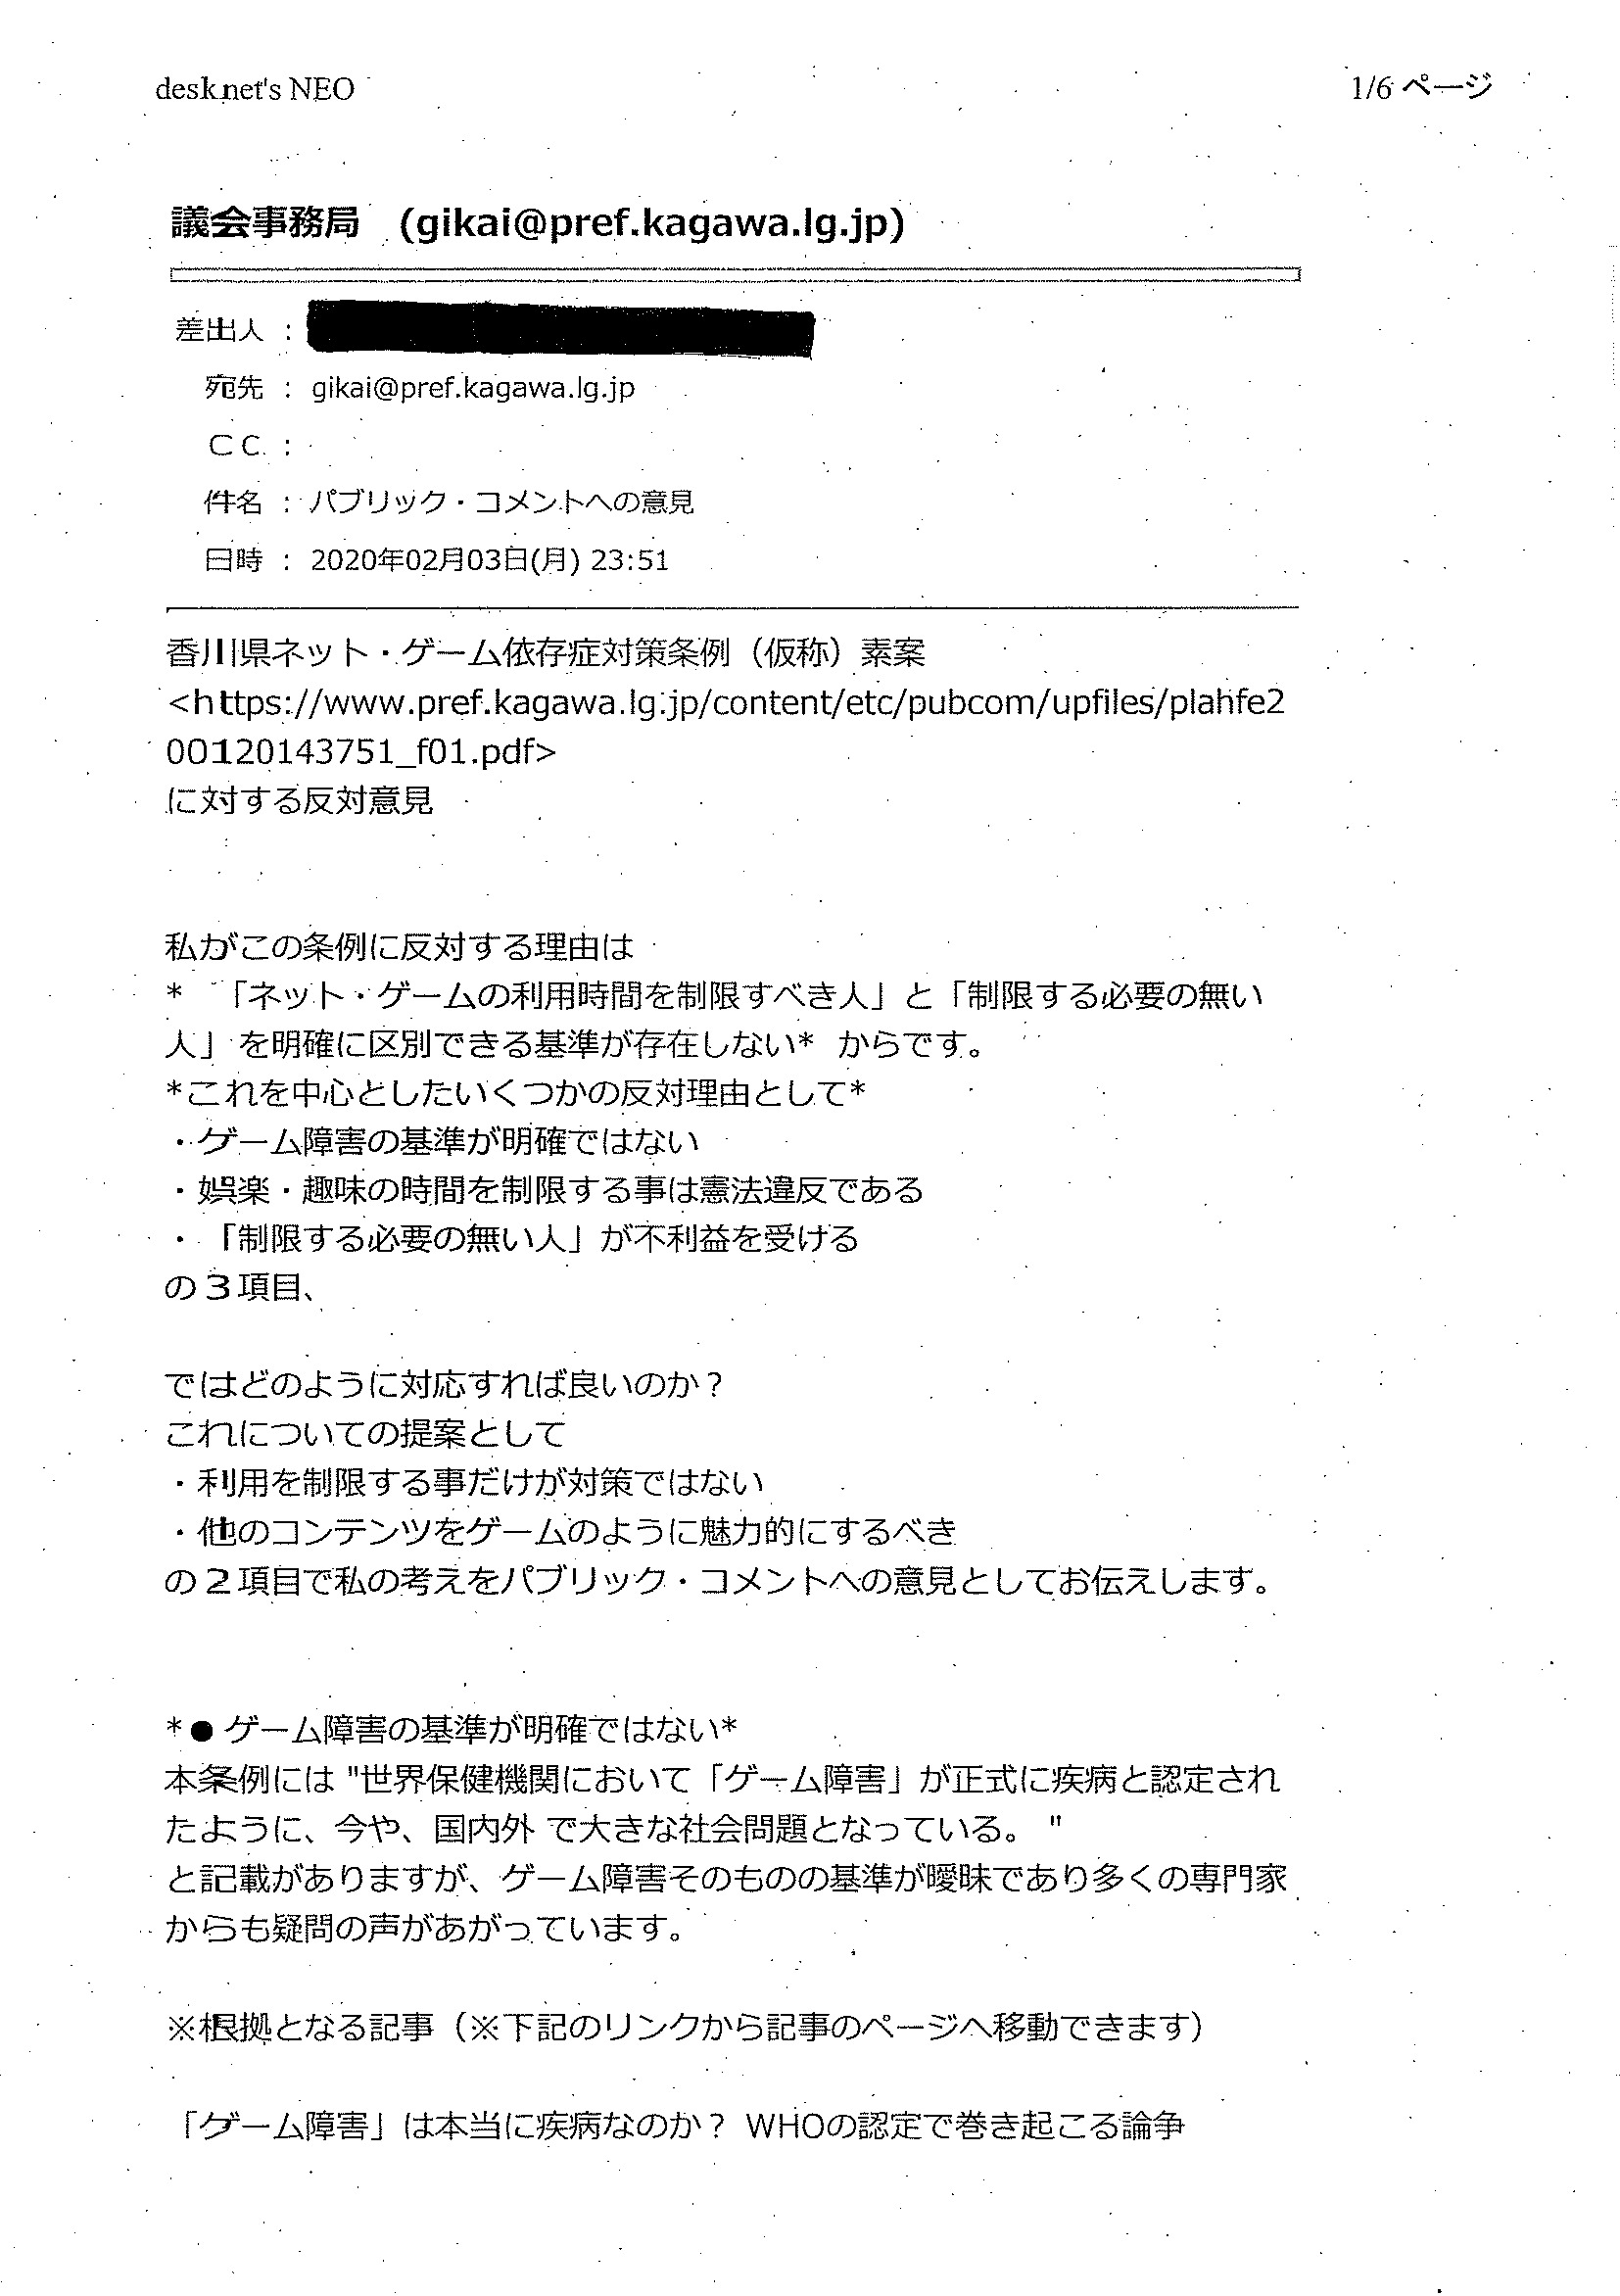 desknet's NEO
1/6 ページ
議会事務局 (gikai@pref.kagawa.lg.jp)
差出人 :
宛先 : gikai@pref.kagawa.lg.jp
ＣＣ :
件名 : パブリック・コメントへの意見
日時 : 2020年02月03日(月) 23:51
香川県ネット・ゲーム依存症対策条例（仮称）素案
<https://www.pref.kagawa.lg.jp/content/etc/pubcom/upfiles/plahfe2
00120143751_f01.pdf>
に対する反対意見
私がこの条例に反対する理由は
* 「ネット・ゲームの利用時間を制限すべき人」と「制限する必要の無い
人」 を明確に区別できる基準が存在しない* からです。
*これを中心としたいくつかの反対理由として*
・ゲーム障害の基準が明確ではない
・娯楽・趣味の時間を制限する事は憲法違反である
・「制限する必要の無い人」が不利益を受ける
の３項目、
ではどのように対応すれば良いのか？
これについての提案として
・利用を制限する事だけが対策ではない
・他のコンテンツをゲームのように魅力的にするべき
の２項目で私の考えをパブリック・コメントへの意見としてお伝えします。
*● ゲーム障害の基準が明確ではない*
本条例には "世界保健機関において「ゲーム障害」が正式に疾病と認定され
たように、今や、国内外 で大きな社会問題となっている。 "
と記載がありますが、ゲーム障害そのものの基準が曖昧であり多くの専門家
からも疑問の声があがっています。
※根拠となる記事（※下記のリンクから記事のページへ移動できます）
「ゲーム障害」は本当に疾病なのか？ WHOの認定で巻き起こる論争